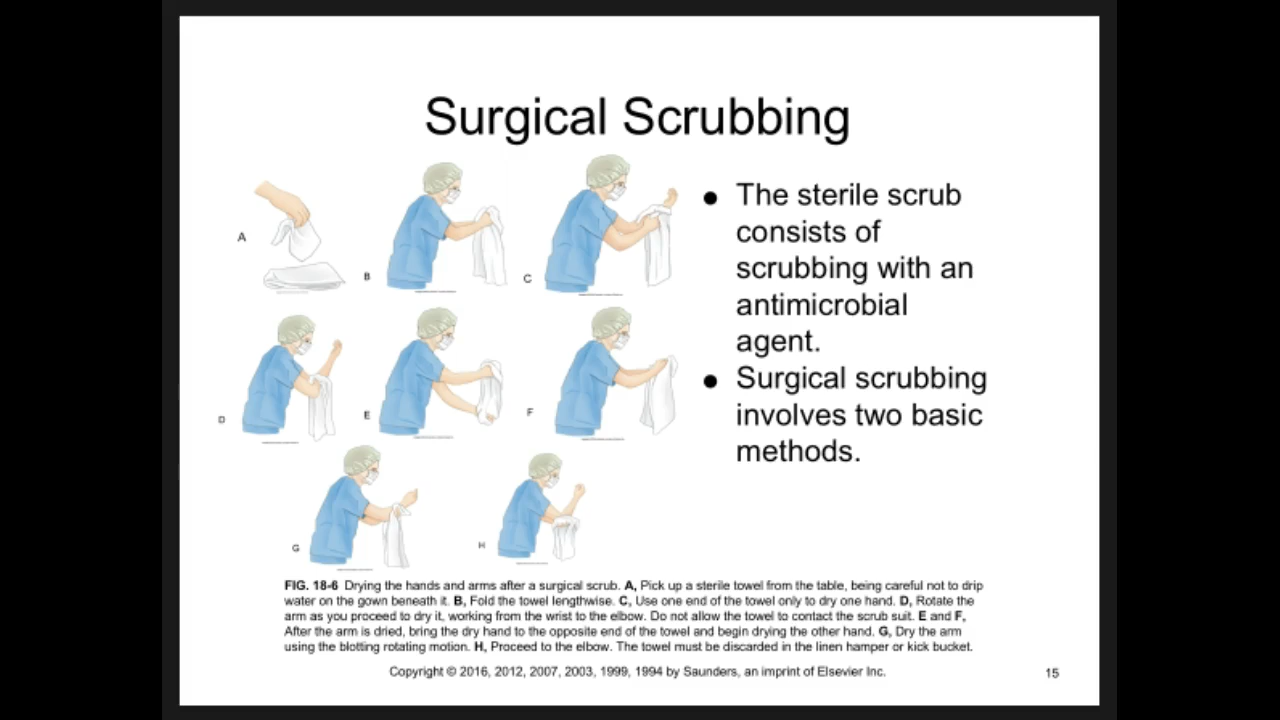 Surgical Scrubbing
A
B
C
D
E
F
G
H
● The sterile scrub
consists of
scrubbing with an
antimicrobial
agent.
● Surgical scrubbing
involves two basic
methods.
FIG. 18-6 Drying the hands and arms after a surgical scrub. A, Pick up a sterile towel from the table, being careful not to drip
water on the gown beneath it. B, Fold the towel lengthwise. C, Use one end of the towel only to dry one hand. D, Rotate the
arm as you proceed to dry it, working from the wrist to the elbow. Do not allow the towel to contact the scrub suit. E and F,
After the arm is dried, bring the dry hand to the opposite end of the towel and begin drying the other hand. G, Dry the arm
using the blotting rotating motion. H, Proceed to the elbow. The towel must be discarded in the linen hamper or kick bucket.
Copyright © 2016, 2012, 2007, 2003, 1999, 1994 by Saunders, an imprint of Elsevier Inc.
15